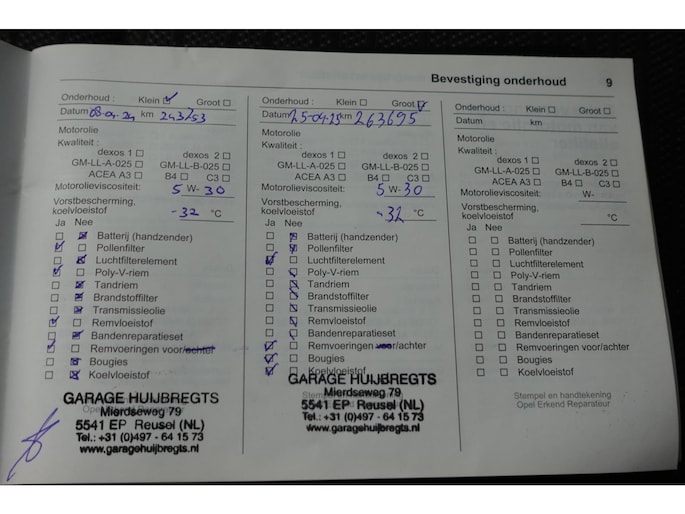 Bevestiging onderhoud 9
Onderhoud : Klein Groot
Datum 08-04-24 km 243753
Motorolie
Kwaliteit :
dexos 1 dexos 2
GM-LL-A-025 GM-LL-B-025
ACEA A3 B4 C3
Motorolieviscositeit: 5 W- 30
Vorstbescherming,
koelvloeistof -32 °C
Ja Nee
Batterij (handzender)
Pollenfilter
Luchtfilterelement
Poly-V-riem
Tandriem
Brandstoffilter
Transmissieolie
Remvloeistof
Bandenreparatieset
Remvoeringen voor/achter
Bougies
Koelvloeistof
GARAGE HUIJBREGTS
Mierdseweg 79
5541 EP Reusel (NL)
Tel.: +31 (0)497 - 64 15 73
www.garagehuijbregts.nl
Onderhoud : Klein Groot
Datum 25-04-25 km 263695
Motorolie
Kwaliteit :
dexos 1 dexos 2
GM-LL-A-025 GM-LL-B-025
ACEA A3 B4 C3
Motorolieviscositeit: 5 W- 30
Vorstbescherming,
koelvloeistof -32 °C
Ja Nee
Batterij (handzender)
Pollenfilter
Luchtfilterelement
Poly-V-riem
Tandriem
Brandstoffilter
Transmissieolie
Remvloeistof
Bandenreparatieset
Remvoeringen voor/achter
Bougies
Koelvloeistof
GARAGE HUIJBREGTS
Mierdseweg 79
5541 EP Reusel (NL)
Tel.: +31 (0)497 - 64 15 73
www.garagehuijbregts.nl
Onderhoud : Klein Groot
Datum km
Motorolie
Kwaliteit :
dexos 1 dexos 2
GM-LL-A-025 GM-LL-B-025
ACEA A3 B4 C3
Motorolieviscositeit: W-
Vorstbescherming,
koelvloeistof °C
Ja Nee
Batterij (handzender)
Pollenfilter
Luchtfilterelement
Poly-V-riem
Tandriem
Brandstoffilter
Transmissieolie
Remvloeistof
Bandenreparatieset
Remvoeringen voor/achter
Bougies
Koelvloeistof
Stempel en handtekening
Opel Erkend Reparateur